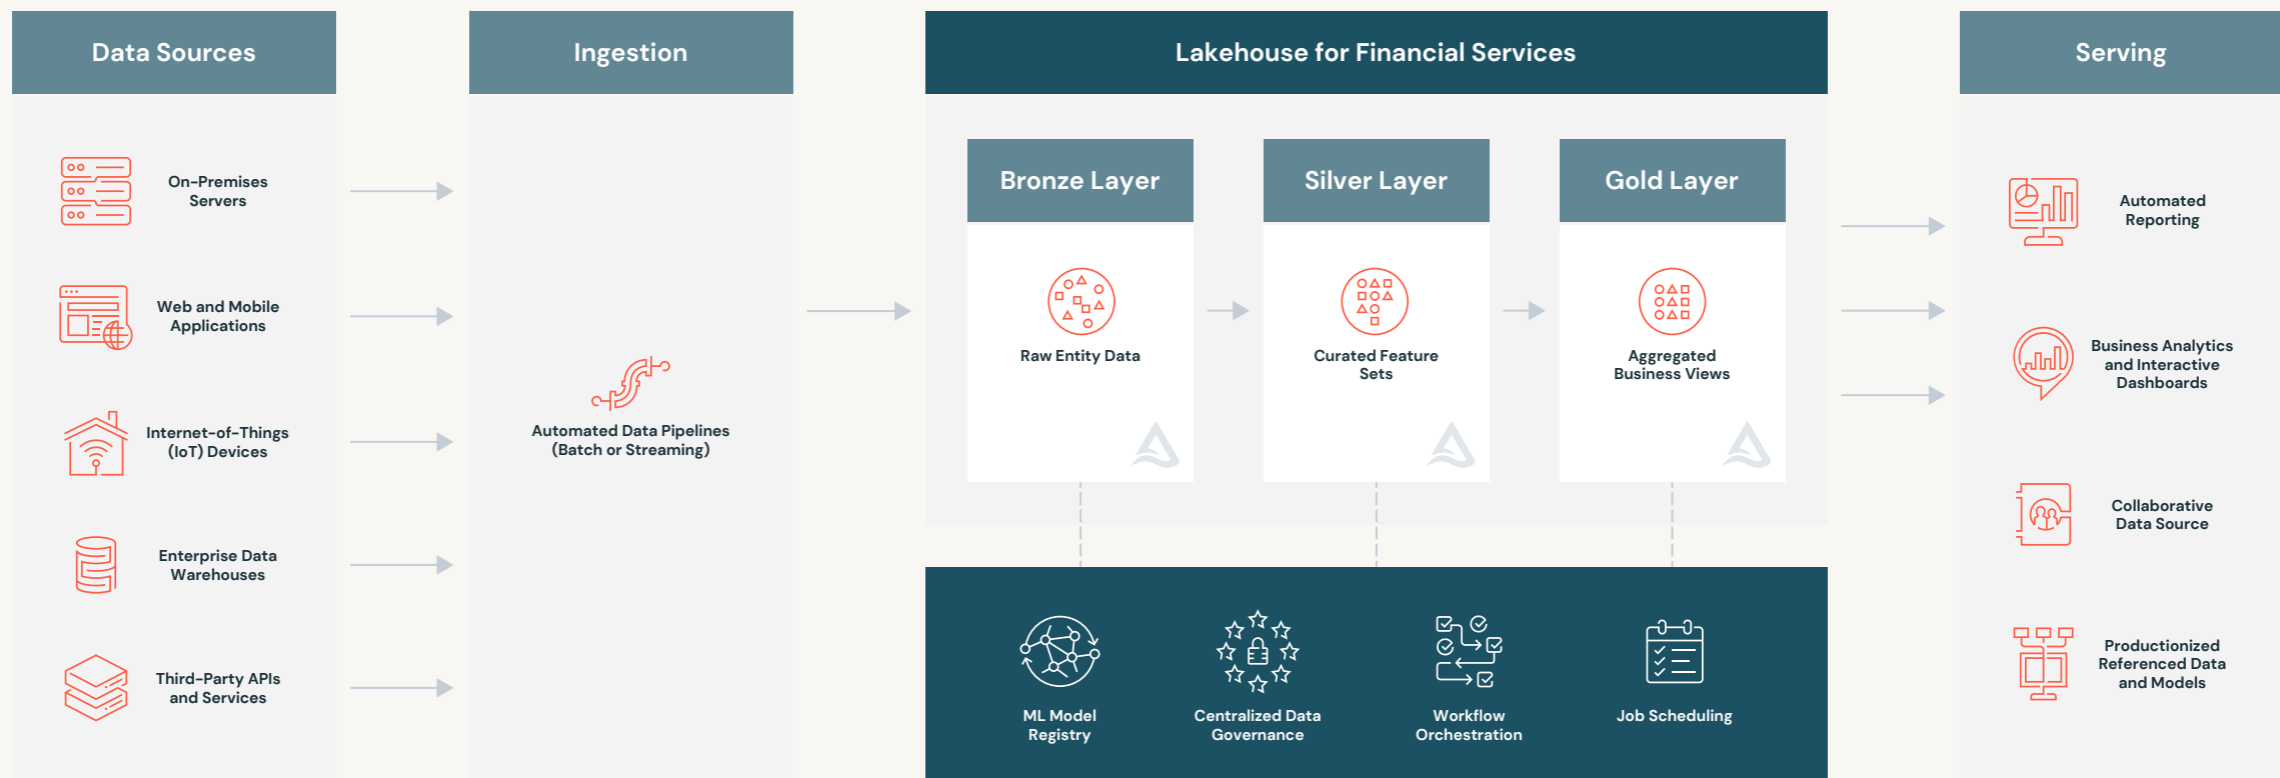 Data Sources
On-Premises
Servers
Web and Mobile
Applications
Internet-of-Things
(IoT) Devices
Enterprise Data
Warehouses
Third-Party APIs
and Services
Ingestion
Automated Data Pipelines
(Batch or Streaming)
Lakehouse for Financial Services
Bronze Layer
Raw Entity Data
Silver Layer
Curated Feature
Sets
Gold Layer
Aggregated
Business Views
ML Model
Registry
Centralized Data
Governance
Workflow
Orchestration
Job Scheduling
Serving
Automated
Reporting
Business Analytics
and Interactive
Dashboards
Collaborative
Data Source
Productionized
Referenced Data
and Models